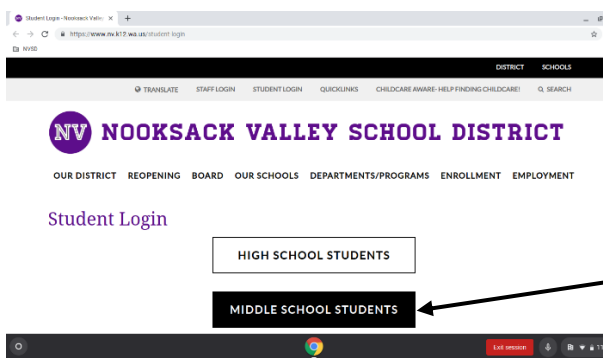 Student Login - Nooksack Valley
https://www.nv.k12.wa.us/student-login
NVSD
DISTRICT SCHOOLS
TRANSLATE STAFF LOGIN STUDENT LOGIN QUICKLINKS CHILDCARE AWARE- HELP FINDING CHILDCARE! SEARCH
NV NOOKSACK VALLEY SCHOOL DISTRICT
OUR DISTRICT REOPENING BOARD OUR SCHOOLS DEPARTMENTS/PROGRAMS ENROLLMENT EMPLOYMENT
Student Login
HIGH SCHOOL STUDENTS
MIDDLE SCHOOL STUDENTS
Exit session